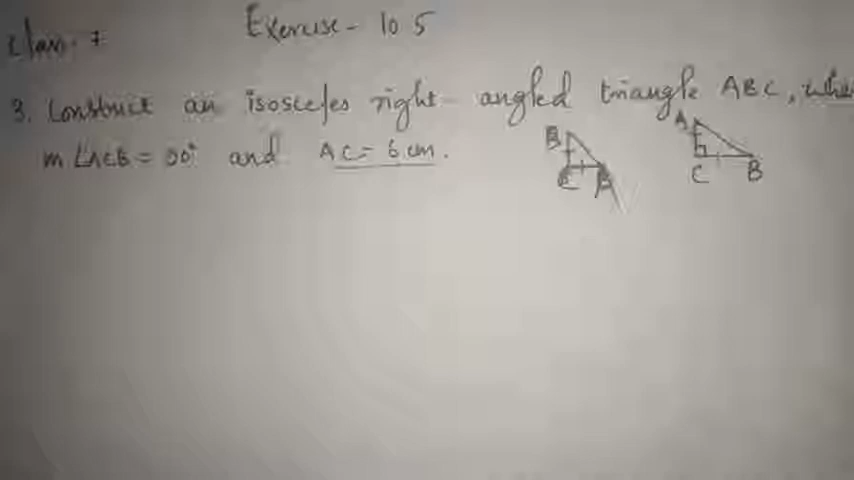 Class- 7
Exercise- 10 5
3. Construct an isosceles right-angled triangle ABC, where
m∠ACB = 90° and AC = 6 cm.
B
C
A
C
B